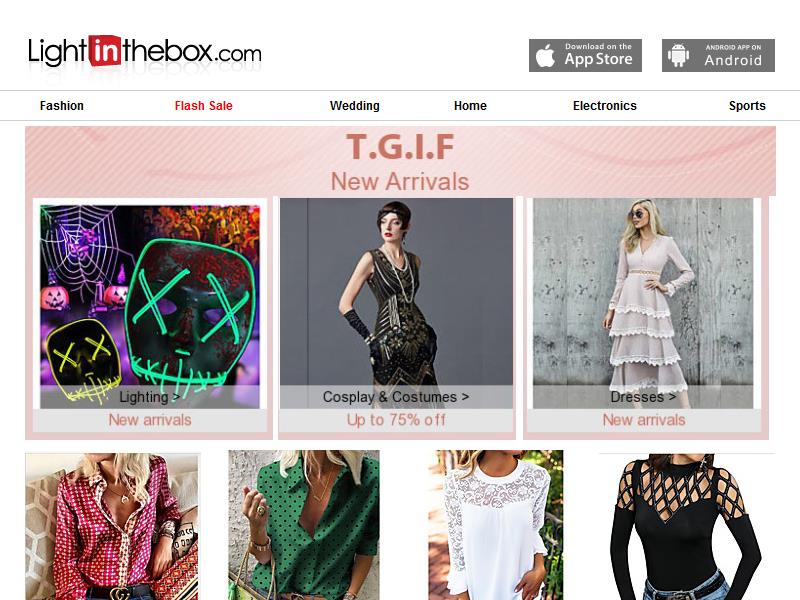 Lightinthebox.com
Download on the
App Store
ANDROID APP ON
Android
Fashion
Flash Sale
Wedding
Home
Electronics
Sports
T.G.I.F
New Arrivals
Lighting >
New arrivals
Cosplay & Costumes >
Up to 75% off
Dresses >
New arrivals